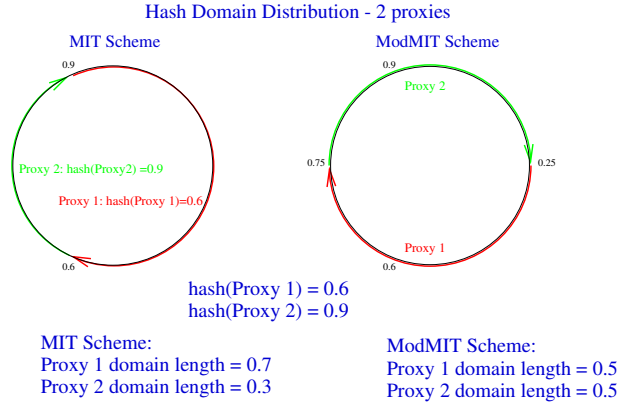 Hash Domain Distribution - 2 proxies
MIT Scheme
ModMIT Scheme
0.9
0.9
Proxy 2
Proxy 2: hash(Proxy2) =0.9
0.75
0.25
Proxy 1: hash(Proxy 1)=0.6
Proxy 1
0.6
0.6
hash(Proxy 1) = 0.6
hash(Proxy 2) = 0.9
MIT Scheme:
Proxy 1 domain length = 0.7
Proxy 2 domain length = 0.3
ModMIT Scheme:
Proxy 1 domain length = 0.5
Proxy 2 domain length = 0.5